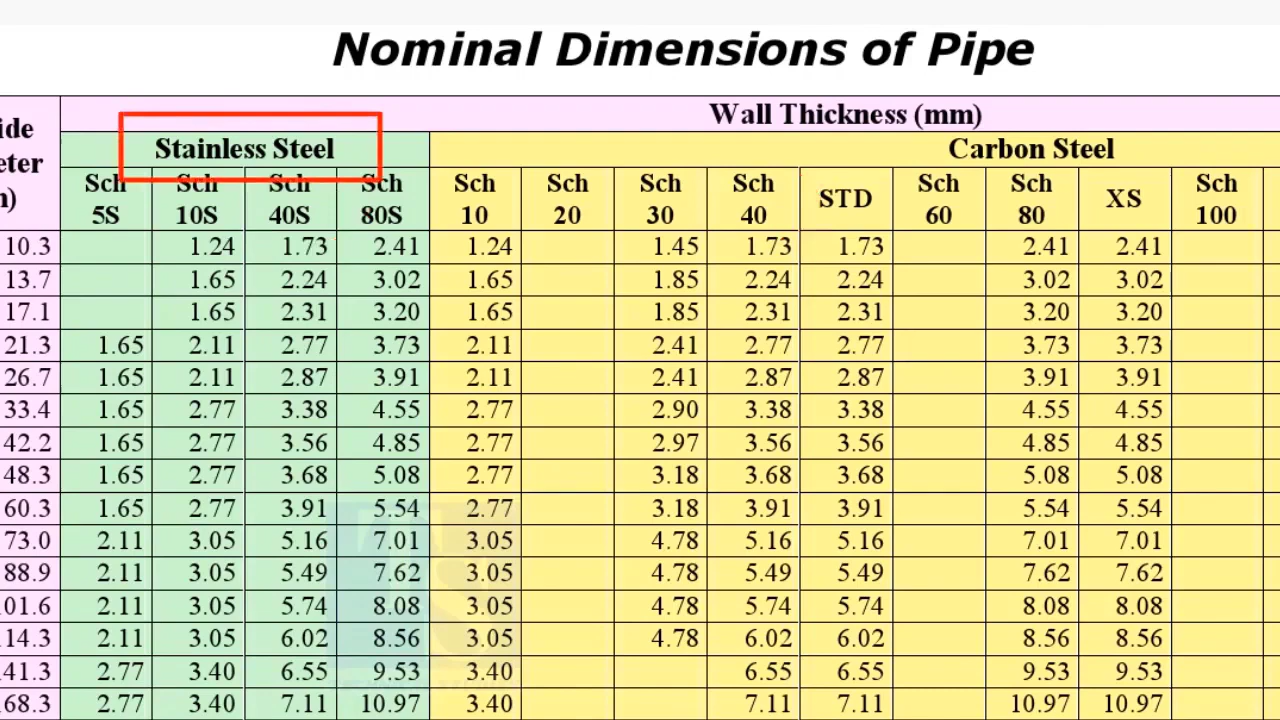 Nominal Dimensions of Pipe
Wall Thickness (mm)
Stainless Steel Carbon Steel
Sch 5S Sch 10S Sch 40S Sch 80S Sch 10 Sch 20 Sch 30 Sch 40 STD Sch 60 Sch 80 XS Sch 100
10.3 1.24 1.73 2.41 1.24 1.45 1.73 1.73 2.41 2.41
13.7 1.65 2.24 3.02 1.65 1.85 2.24 2.24 3.02 3.02
17.1 1.65 2.31 3.20 1.65 1.85 2.31 2.31 3.20 3.20
21.3 1.65 2.11 2.77 3.73 2.11 2.41 2.77 2.77 3.73 3.73
26.7 1.65 2.11 2.87 3.91 2.11 2.41 2.87 2.87 3.91 3.91
33.4 1.65 2.77 3.38 4.55 2.77 2.90 3.38 3.38 4.55 4.55
42.2 1.65 2.77 3.56 4.85 2.77 2.97 3.56 3.56 4.85 4.85
48.3 1.65 2.77 3.68 5.08 2.77 3.18 3.68 3.68 5.08 5.08
60.3 1.65 2.77 3.91 5.54 2.77 3.18 3.91 3.91 5.54 5.54
73.0 2.11 3.05 5.16 7.01 3.05 4.78 5.16 5.16 7.01 7.01
88.9 2.11 3.05 5.49 7.62 3.05 4.78 5.49 5.49 7.62 7.62
01.6 2.11 3.05 5.74 8.08 3.05 4.78 5.74 5.74 8.08 8.08
14.3 2.11 3.05 6.02 8.56 3.05 4.78 6.02 6.02 8.56 8.56
41.3 2.77 3.40 6.55 9.53 3.40 6.55 6.55 9.53 9.53
68.3 2.77 3.40 7.11 10.97 3.40 7.11 7.11 10.97 10.97